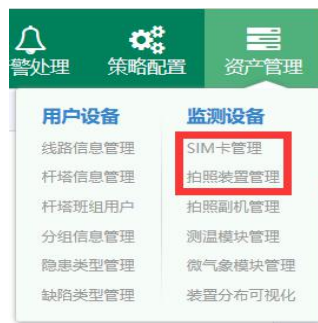 警处理 策略配置 资产管理
用户设备 监测设备
线路信息管理 SIM卡管理
杆塔信息管理 拍照装置管理
杆塔班组用户 拍照副机管理
分组信息管理 测温模块管理
隐患类型管理 微气象模块管理
缺陷类型管理 装置分布可视化